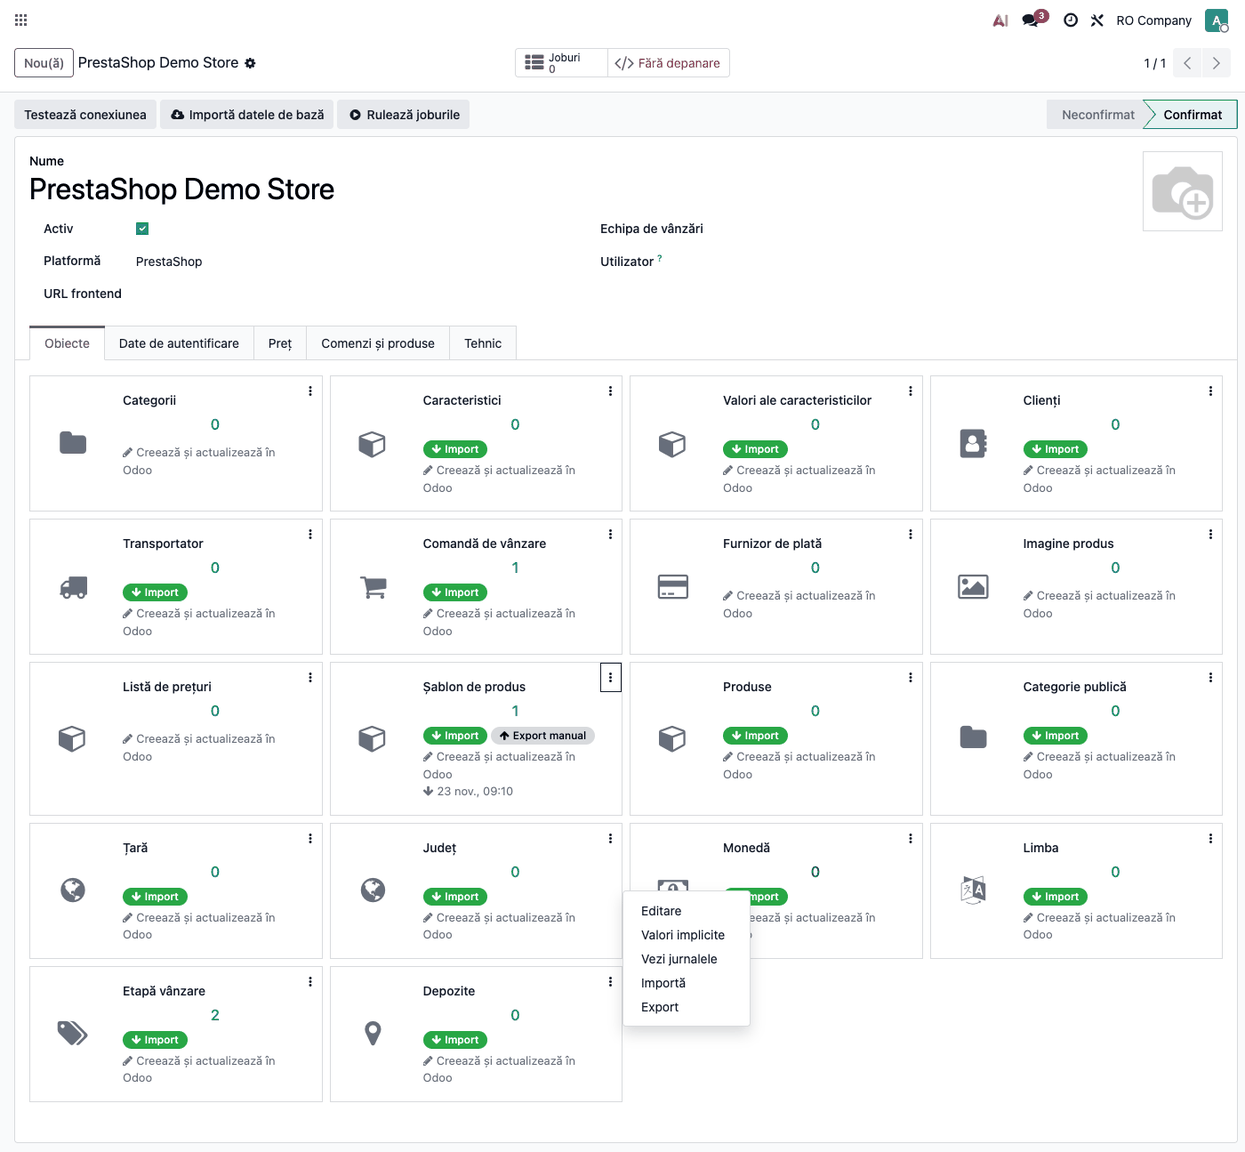 AI
3
RO Company
A
Nou(ă)
PrestaShop Demo Store
Joburi
0
</> Fără depanare
1 / 1
Testează conexiunea
Importă datele de bază
Rulează joburile
Neconfirmat
Confirmat
Nume
PrestaShop Demo Store
Activ
Echipa de vânzări
Platformă
PrestaShop
Utilizator ?
URL frontend
Obiecte
Date de autentificare
Preț
Comenzi și produse
Tehnic
Categorii
0
Creează și actualizează în
Odoo
Caracteristici
0
Import
Creează și actualizează în
Odoo
Valori ale caracteristicilor
0
Import
Creează și actualizează în
Odoo
Clienți
0
Import
Creează și actualizează în
Odoo
Transportator
0
Import
Creează și actualizează în
Odoo
Comandă de vânzare
1
Import
Creează și actualizează în
Odoo
Furnizor de plată
0
Creează și actualizează în
Odoo
Imagine produs
0
Creează și actualizează în
Odoo
Listă de prețuri
0
Creează și actualizează în
Odoo
Șablon de produs
1
Import
Export manual
Creează și actualizează în
Odoo
23 nov., 09:10
Produse
0
Import
Creează și actualizează în
Odoo
Categorie publică
0
Import
Creează și actualizează în
Odoo
Țară
0
Import
Creează și actualizează în
Odoo
Județ
0
Import
Creează și actualizează în
Odoo
Monedă
0
mport
eează și actualizează în
Limba
0
Import
Creează și actualizează în
Odoo
Editare
Valori implicite
Vezi jurnalele
Importă
Export
Etapă vânzare
2
Import
Creează și actualizează în
Odoo
Depozite
0
Import
Creează și actualizează în
Odoo